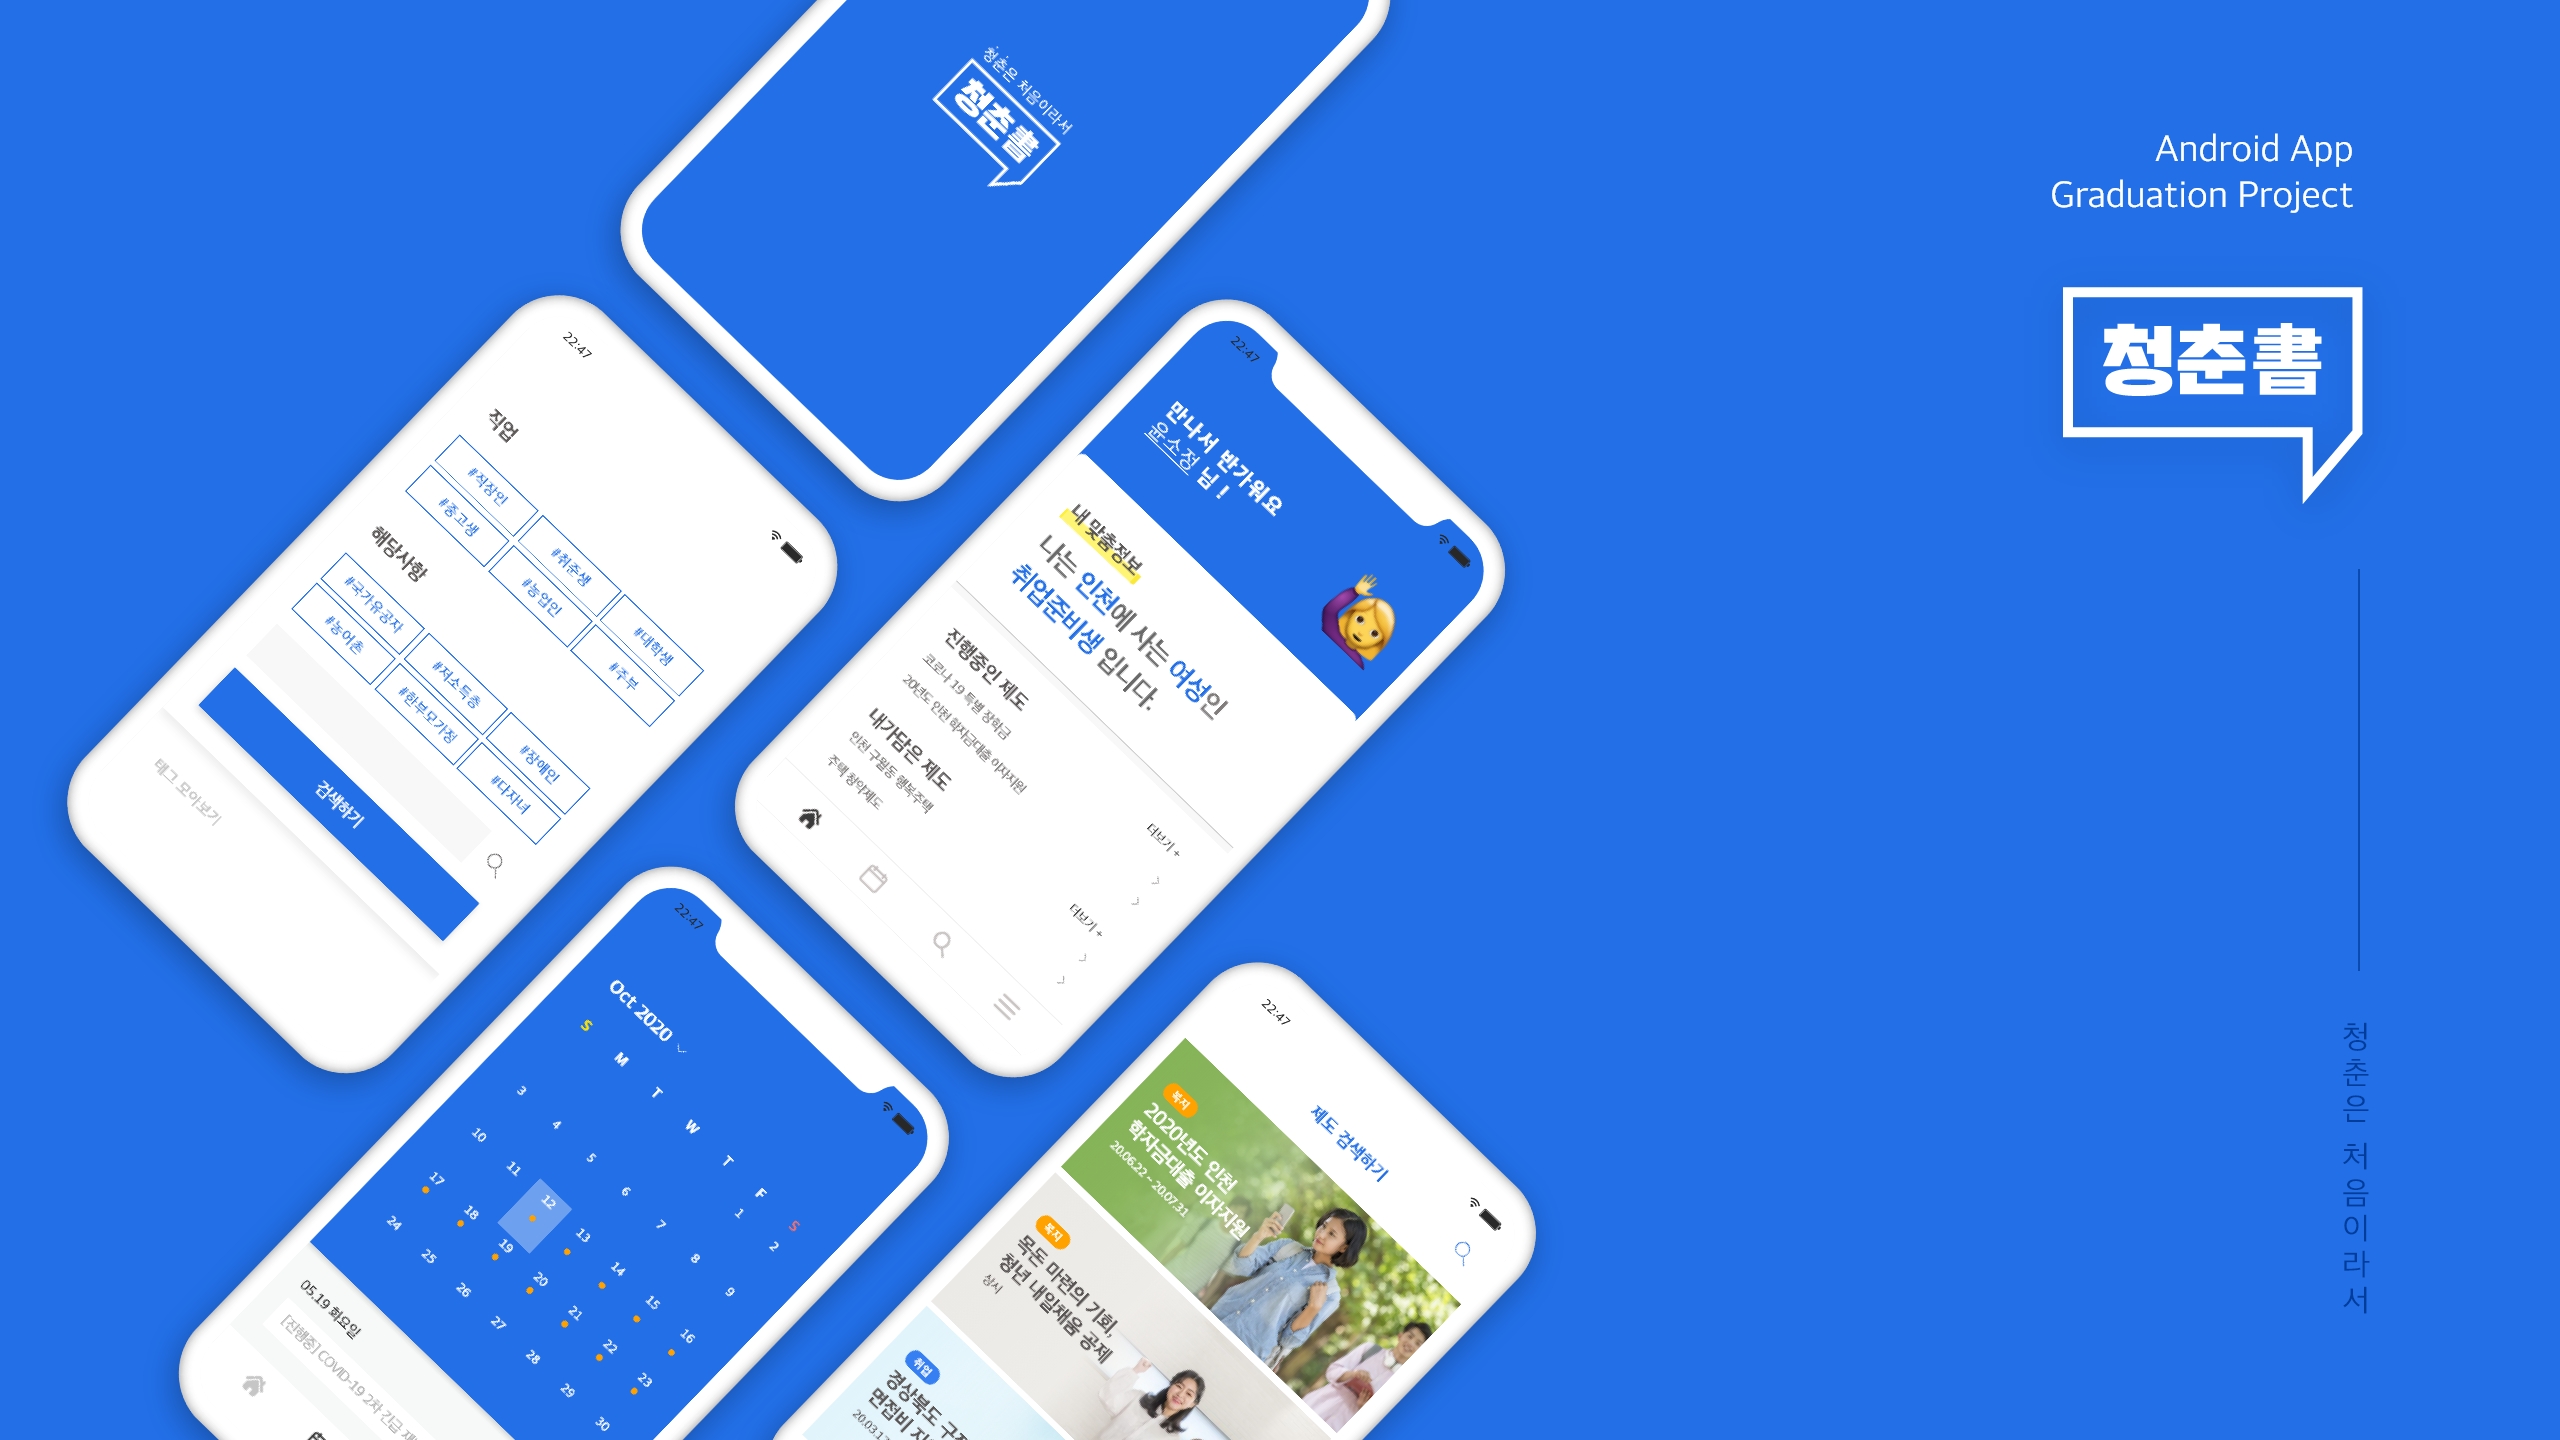 Android App
Graduation Project
청춘書
청춘은 처음이라서
청춘은 처음이라서
청춘書
22:47
직업
#직장인 #취준생 #대학생
#중고생 #농업인 #주부
해당사항
#국가유공자 #저소득층 #장애인
#농어촌 #한부모가정 #다자녀
검색하기
태그 모아보기
22:47
만나서 반가워요
윤소정 님 !
내 맞춤정보
나는 인천에 사는 여성인
취업준비생 입니다.
진행중인 제도 더보기 +
코로나 19 특별 장학금
20년도 인천 학자금대출 이자지원
내가담은 제도 더보기 +
인천 구월동 행복주택
주택 청약제도
22:47
Oct 2020
S M T W T F S
1 2
3 4 5 6 7 8 9
10 11 12 13 14 15 16
17 18 19 20 21 22 23
24 25 26 27 28 29 30
05.19 화요일
[진행중] COVID-19 2차 긴급
22:47
제도 검색하기
복지
2020년도 인천
학자금대출 이자지원
20.06.22 ~ 20.07.31
복지
목돈 마련의 기회,
청년 내일채움 공제
상시
취업
경상북도
면접비